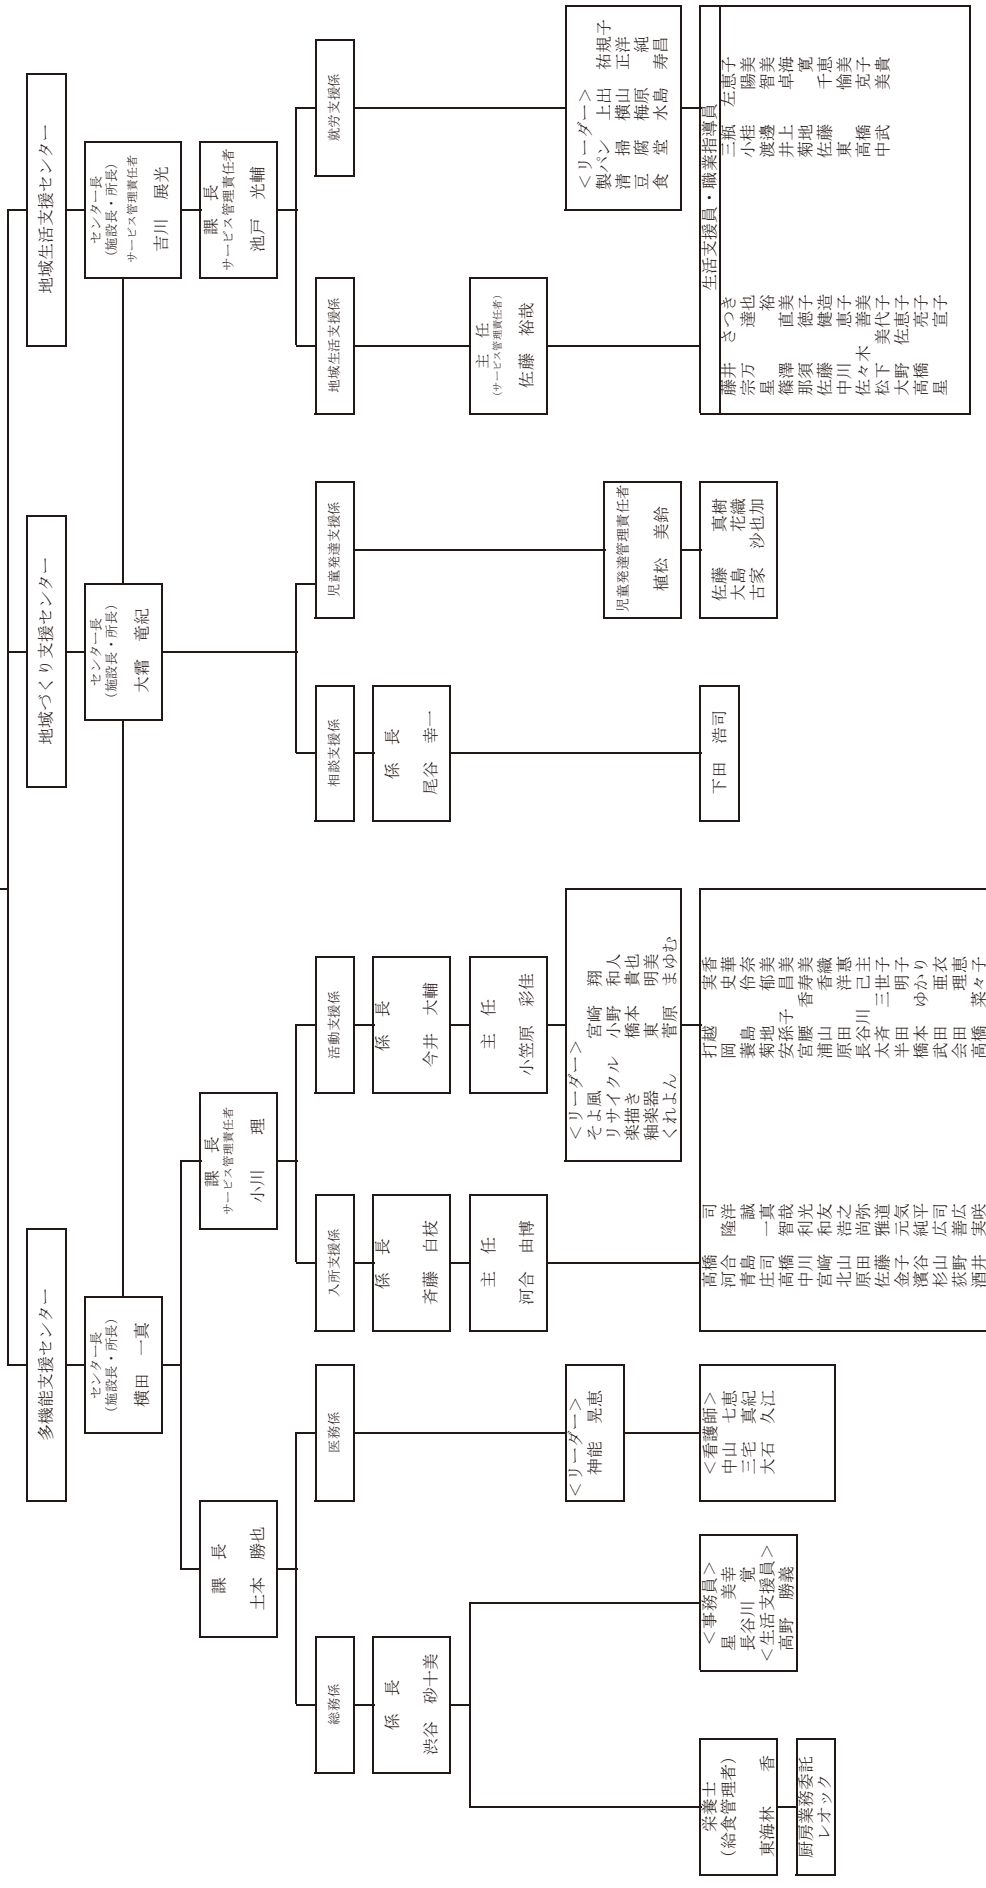 多機能支援センター
地域づくり支援センター
地域生活支援センター
センター長
(施設長・所長)
横田 一真
センター長
(施設長・所長)
大霜 竜紀
センター長
(施設長・所長)
サービス管理責任者
吉川 展光
課 長
土本 勝也
課 長
サービス管理責任者
小川 理
課 長
サービス管理責任者
池戸 光輔
総務係
医務係
入所支援係
活動支援係
相談支援係
児童発達支援係
地域生活支援係
就労支援係
係 長
渋谷 砂十美
係 長
斉藤 白枝
係 長
今井 大輔
係 長
尾谷 幸一
主 任
河合 由博
主 任
小笠原 彩佳
主 任
(サービス管理責任者)
佐藤 裕哉
＜リーダー＞
神能 晃恵
＜リーダー＞
そよ風 宮崎 翔
リサイクル 小野 和人
楽描き 橋本 貴也
釉楽器 東 明美
くれよん 菅原 まゆむ
児童発達管理責任者
植松 美鈴
＜リーダー＞
製パン 上出 祐規子
清 掃 横山 正洋
豆 腐 梅原 純
食 堂 水島 寿昌
栄養士
(給食管理者)
東海林 香
厨房業務委託
レオック
＜事務員＞
星 美幸
長谷川 覚
＜生活支援員＞
高野 勝義
＜看護師＞
中山 七恵
三宅 真紀
大石 久江
高橋 司 打越 実香
河合 隆洋 岡 史華
青島 誠 蓑島 伶奈
庄司 一真 菊地 郁美
高橋 智哉 安孫子 昌美
中川 利光 宮腰 香寿美
宮﨑 和友 浦山 香織
北山 浩之 原田 洋惠
原田 尚弥 長谷川 己主
佐藤 雅道 太斉 三世子
金子 元気 半田 明子
濱谷 純平 橋本 ゆかり
杉山 広司 武田 亜衣
荻野 善広 会田 理恵
酒井 実咲 高橋 菜々子
下田 浩司
佐藤 真樹
大島 花織
古家 沙也加
生活支援員・職業指導員
藤井 さつき 三瓶 左恵子
宗万 達也 小桂 陽美
星 裕 渡邊 智美
篠澤 直美 井上 卓海
那須 徳子 菊地 寛
佐藤 健造 佐藤 千恵
中川 恵子 東 愉美
佐々木 善美 高橋 克子
松下 美代子 中武 美貴
大野 佐恵子
高橋 亮子
星 宣子